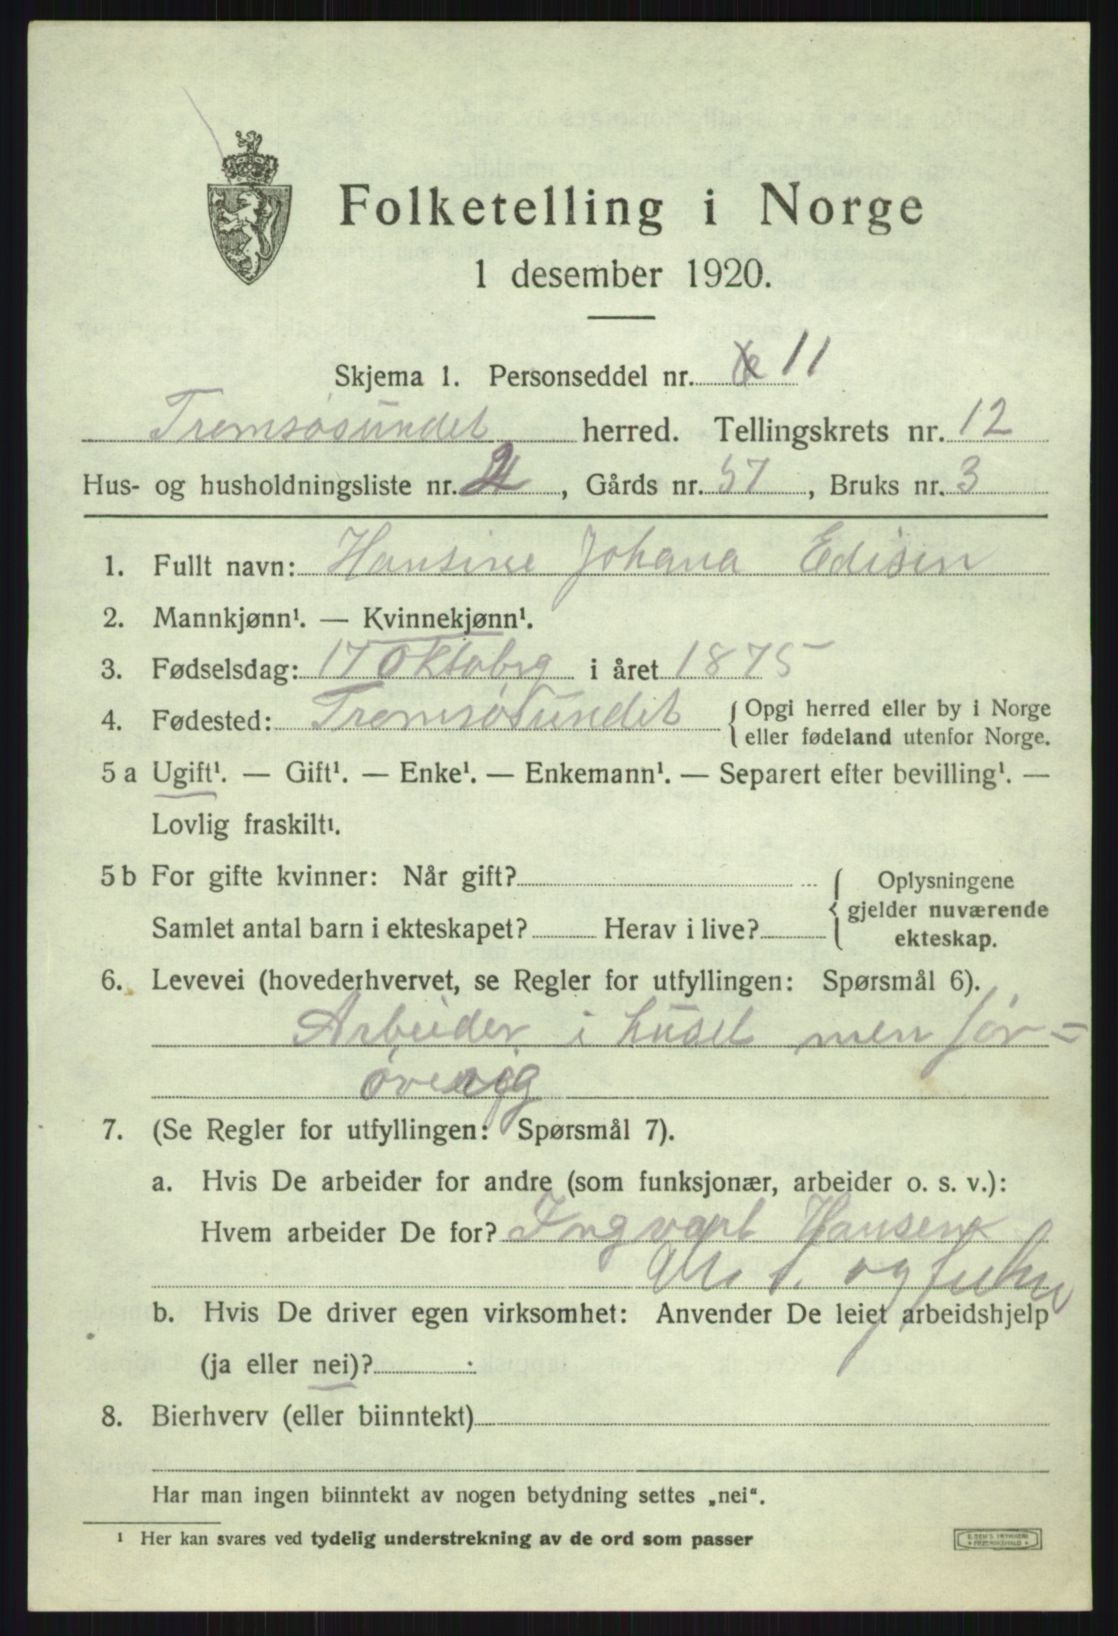 Folketelling i Norge
1 desember 1920.
Skjema 1. Personseddel nr. 11
Tromsøsundet herred. Tellingskrets nr. 12
Hus- og husholdningsliste nr. , Gårds nr. 57, Bruks nr. 3
1. Fullt navn: Hansine Johana Edisen
2. Mannkjønn¹. — Kvinnekjønn¹.
3. Fødselsdag: 17 Oktobrg i året 1875
4. Fødested: Tromsøsundet { Opgi herred eller by i Norge
eller fødeland utenfor Norge.
5 a Ugift¹. — Gift¹. — Enke¹. — Enkemann¹. — Separert efter bevilling¹. —
Lovlig fraskilt¹.
5 b For gifte kvinner: Når gift? { Oplysningene
gjelder nuværende
Samlet antal barn i ekteskapet? Herav i live?
ekteskap.
6. Levevei (hovederhvervet, se Regler for utfyllingen: Spørsmål 6).
Arbeider i huset men for=
øvrig
7. (Se Regler for utfyllingen: Spørsmål 7).
a. Hvis De arbeider for andre (som funksjonær, arbeider o. s. v.):
Hvem arbeider De for? Ingvart Hansen
og
b. Hvis De driver egen virksomhet: Anvender De leiet arbeidshjelp
(ja eller nei)? :
8. Bierhverv (eller biinntekt)
Har man ingen biinntekt av nogen betydning settes „nei“.
¹ Her kan svares ved tydelig understrekning av de ord som passer